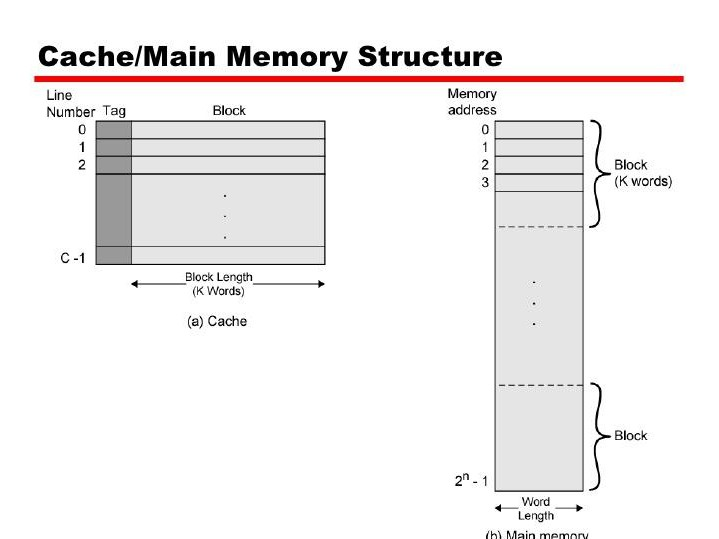 Cache/Main Memory Structure
Line
Number Tag Block
0
1
2
.
.
.
C -1
Block Length
(K Words)
(a) Cache
Memory
address
0
1
2
3
Block
(K words)
.
.
.
Block
2ⁿ - 1
Word
Length
(b) Main memory